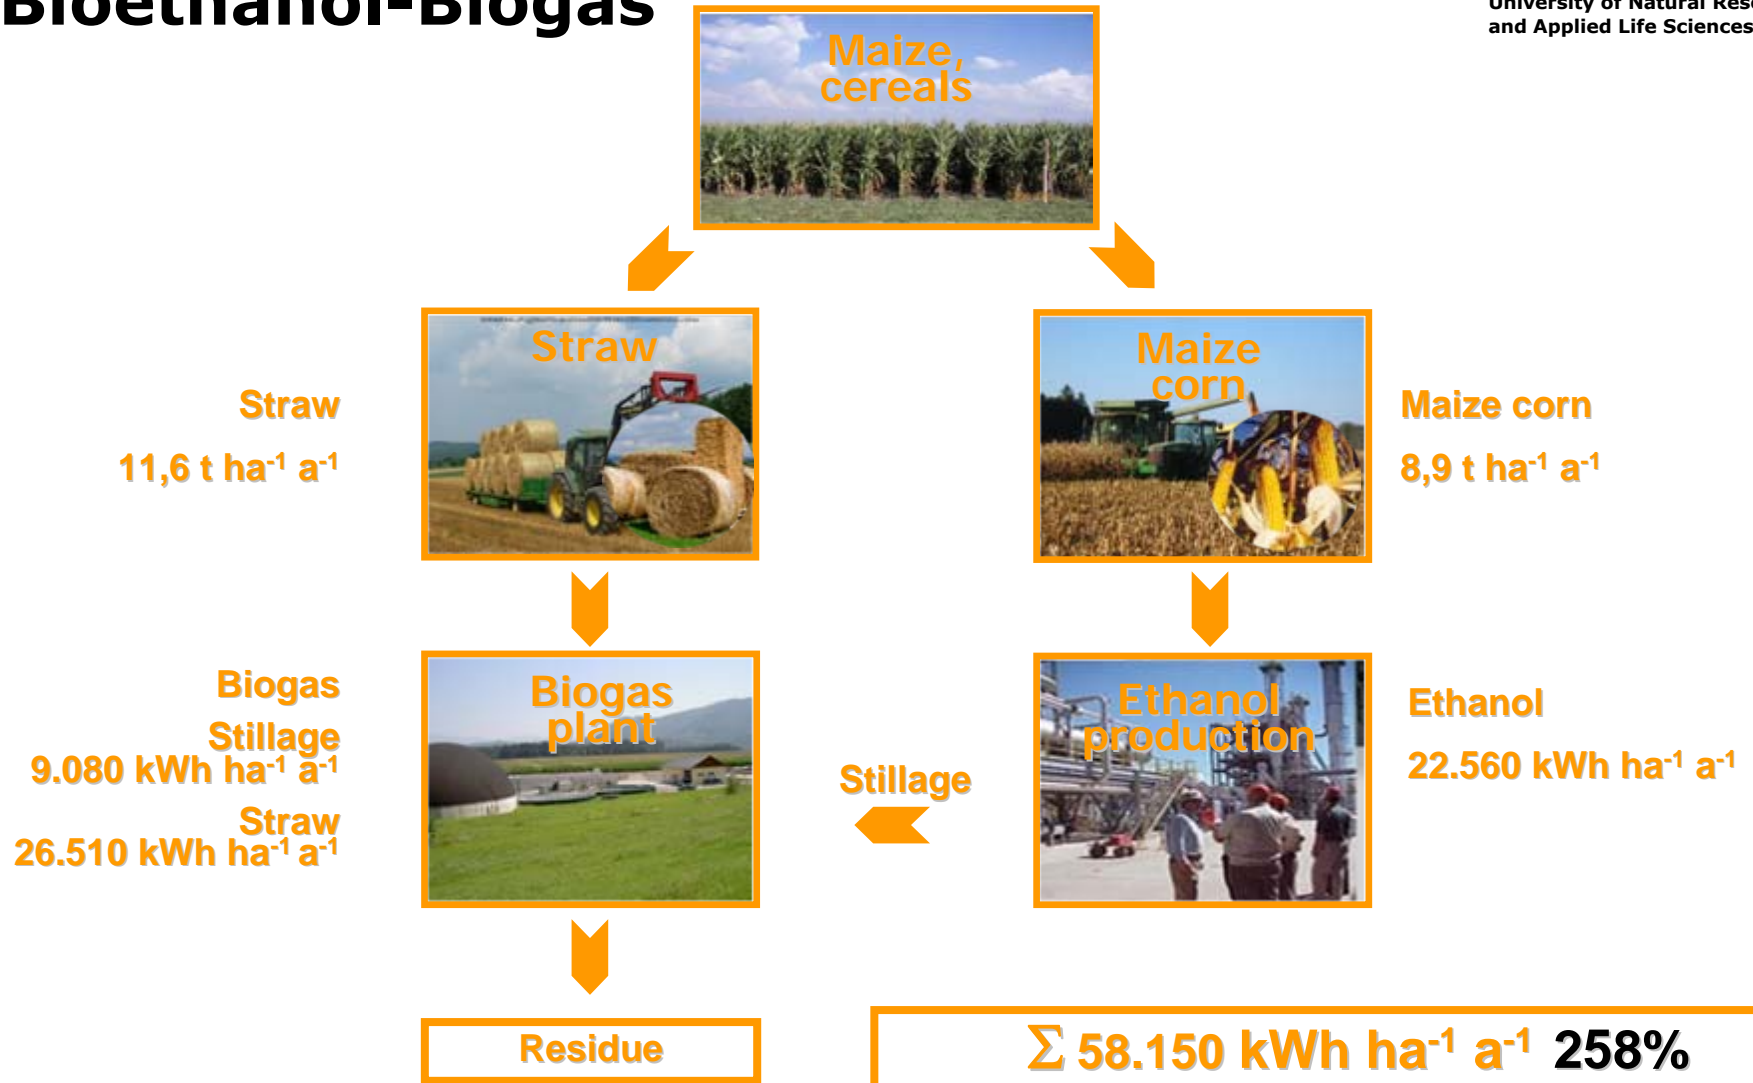 Bioethanol-Biogas
University of Natural
and Applied Life Sciences
Maize,
cereals
Straw
Maize
corn
Straw
11,6 t ha⁻¹ a⁻¹
Maize corn
8,9 t ha⁻¹ a⁻¹
Biogas
plant
Ethanol
production
Biogas
Stillage
9.080 kWh ha⁻¹ a⁻¹
Straw
26.510 kWh ha⁻¹ a⁻¹
Stillage
Ethanol
22.560 kWh ha⁻¹ a⁻¹
Residue
Σ 58.150 kWh ha⁻¹ a⁻¹ 258%